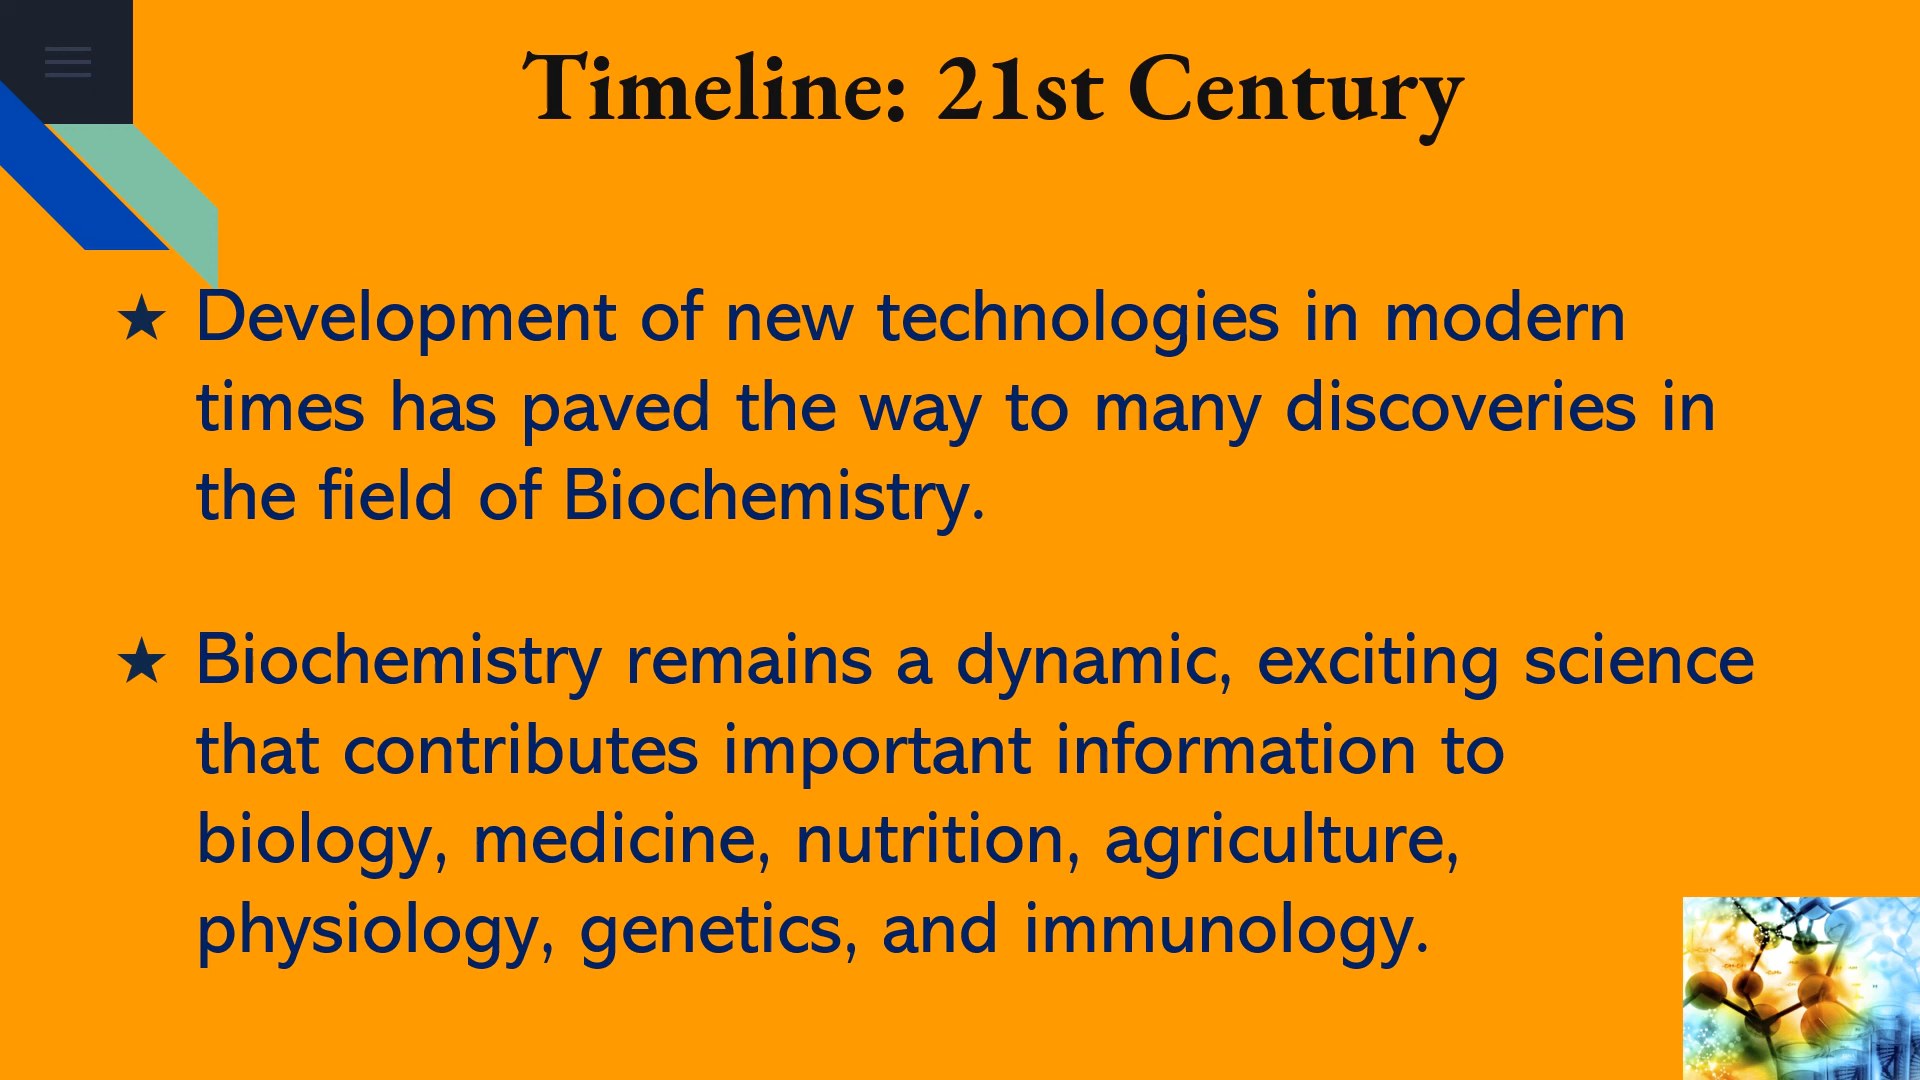 Timeline: 21st Century
★ Development of new technologies in modern
times has paved the way to many discoveries in
the field of Biochemistry.
★ Biochemistry remains a dynamic, exciting science
that contributes important information to
biology, medicine, nutrition, agriculture,
physiology, genetics, and immunology.